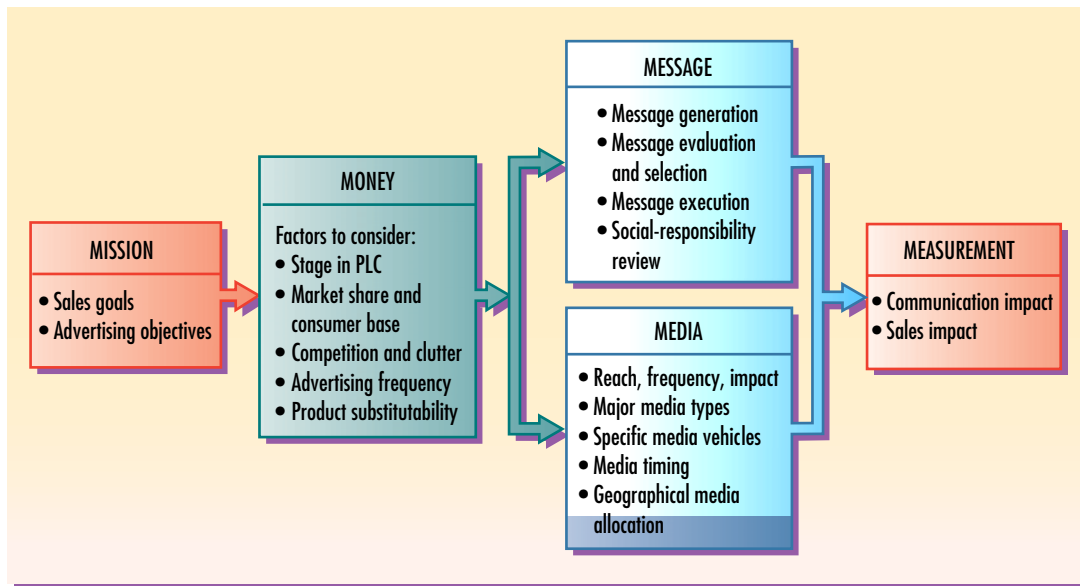 MISSION
• Sales goals
• Advertising objectives
MONEY
Factors to consider:
• Stage in PLC
• Market share and
consumer base
• Competition and clutter
• Advertising frequency
• Product substitutability
MESSAGE
• Message generation
• Message evaluation
and selection
• Message execution
• Social-responsibility
review
MEDIA
• Reach, frequency, impact
• Major media types
• Specific media vehicles
• Media timing
• Geographical media
allocation
MEASUREMENT
• Communication impact
• Sales impact